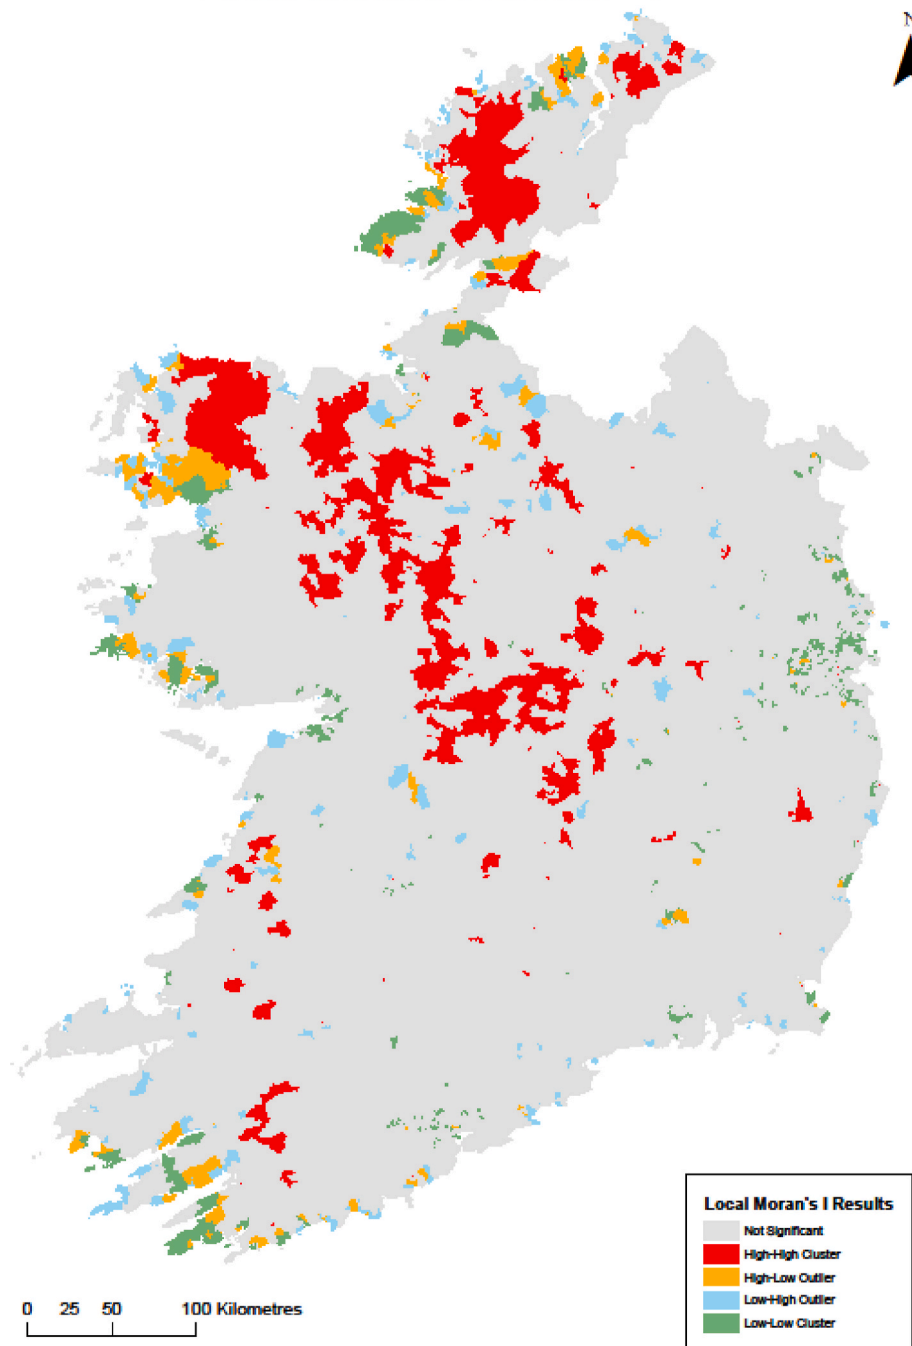 N
Local Moran's I Results
Not Significant
High-High Cluster
High-Low Outlier
Low-High Outlier
Low-Low Cluster
0 25 50 100 Kilometres